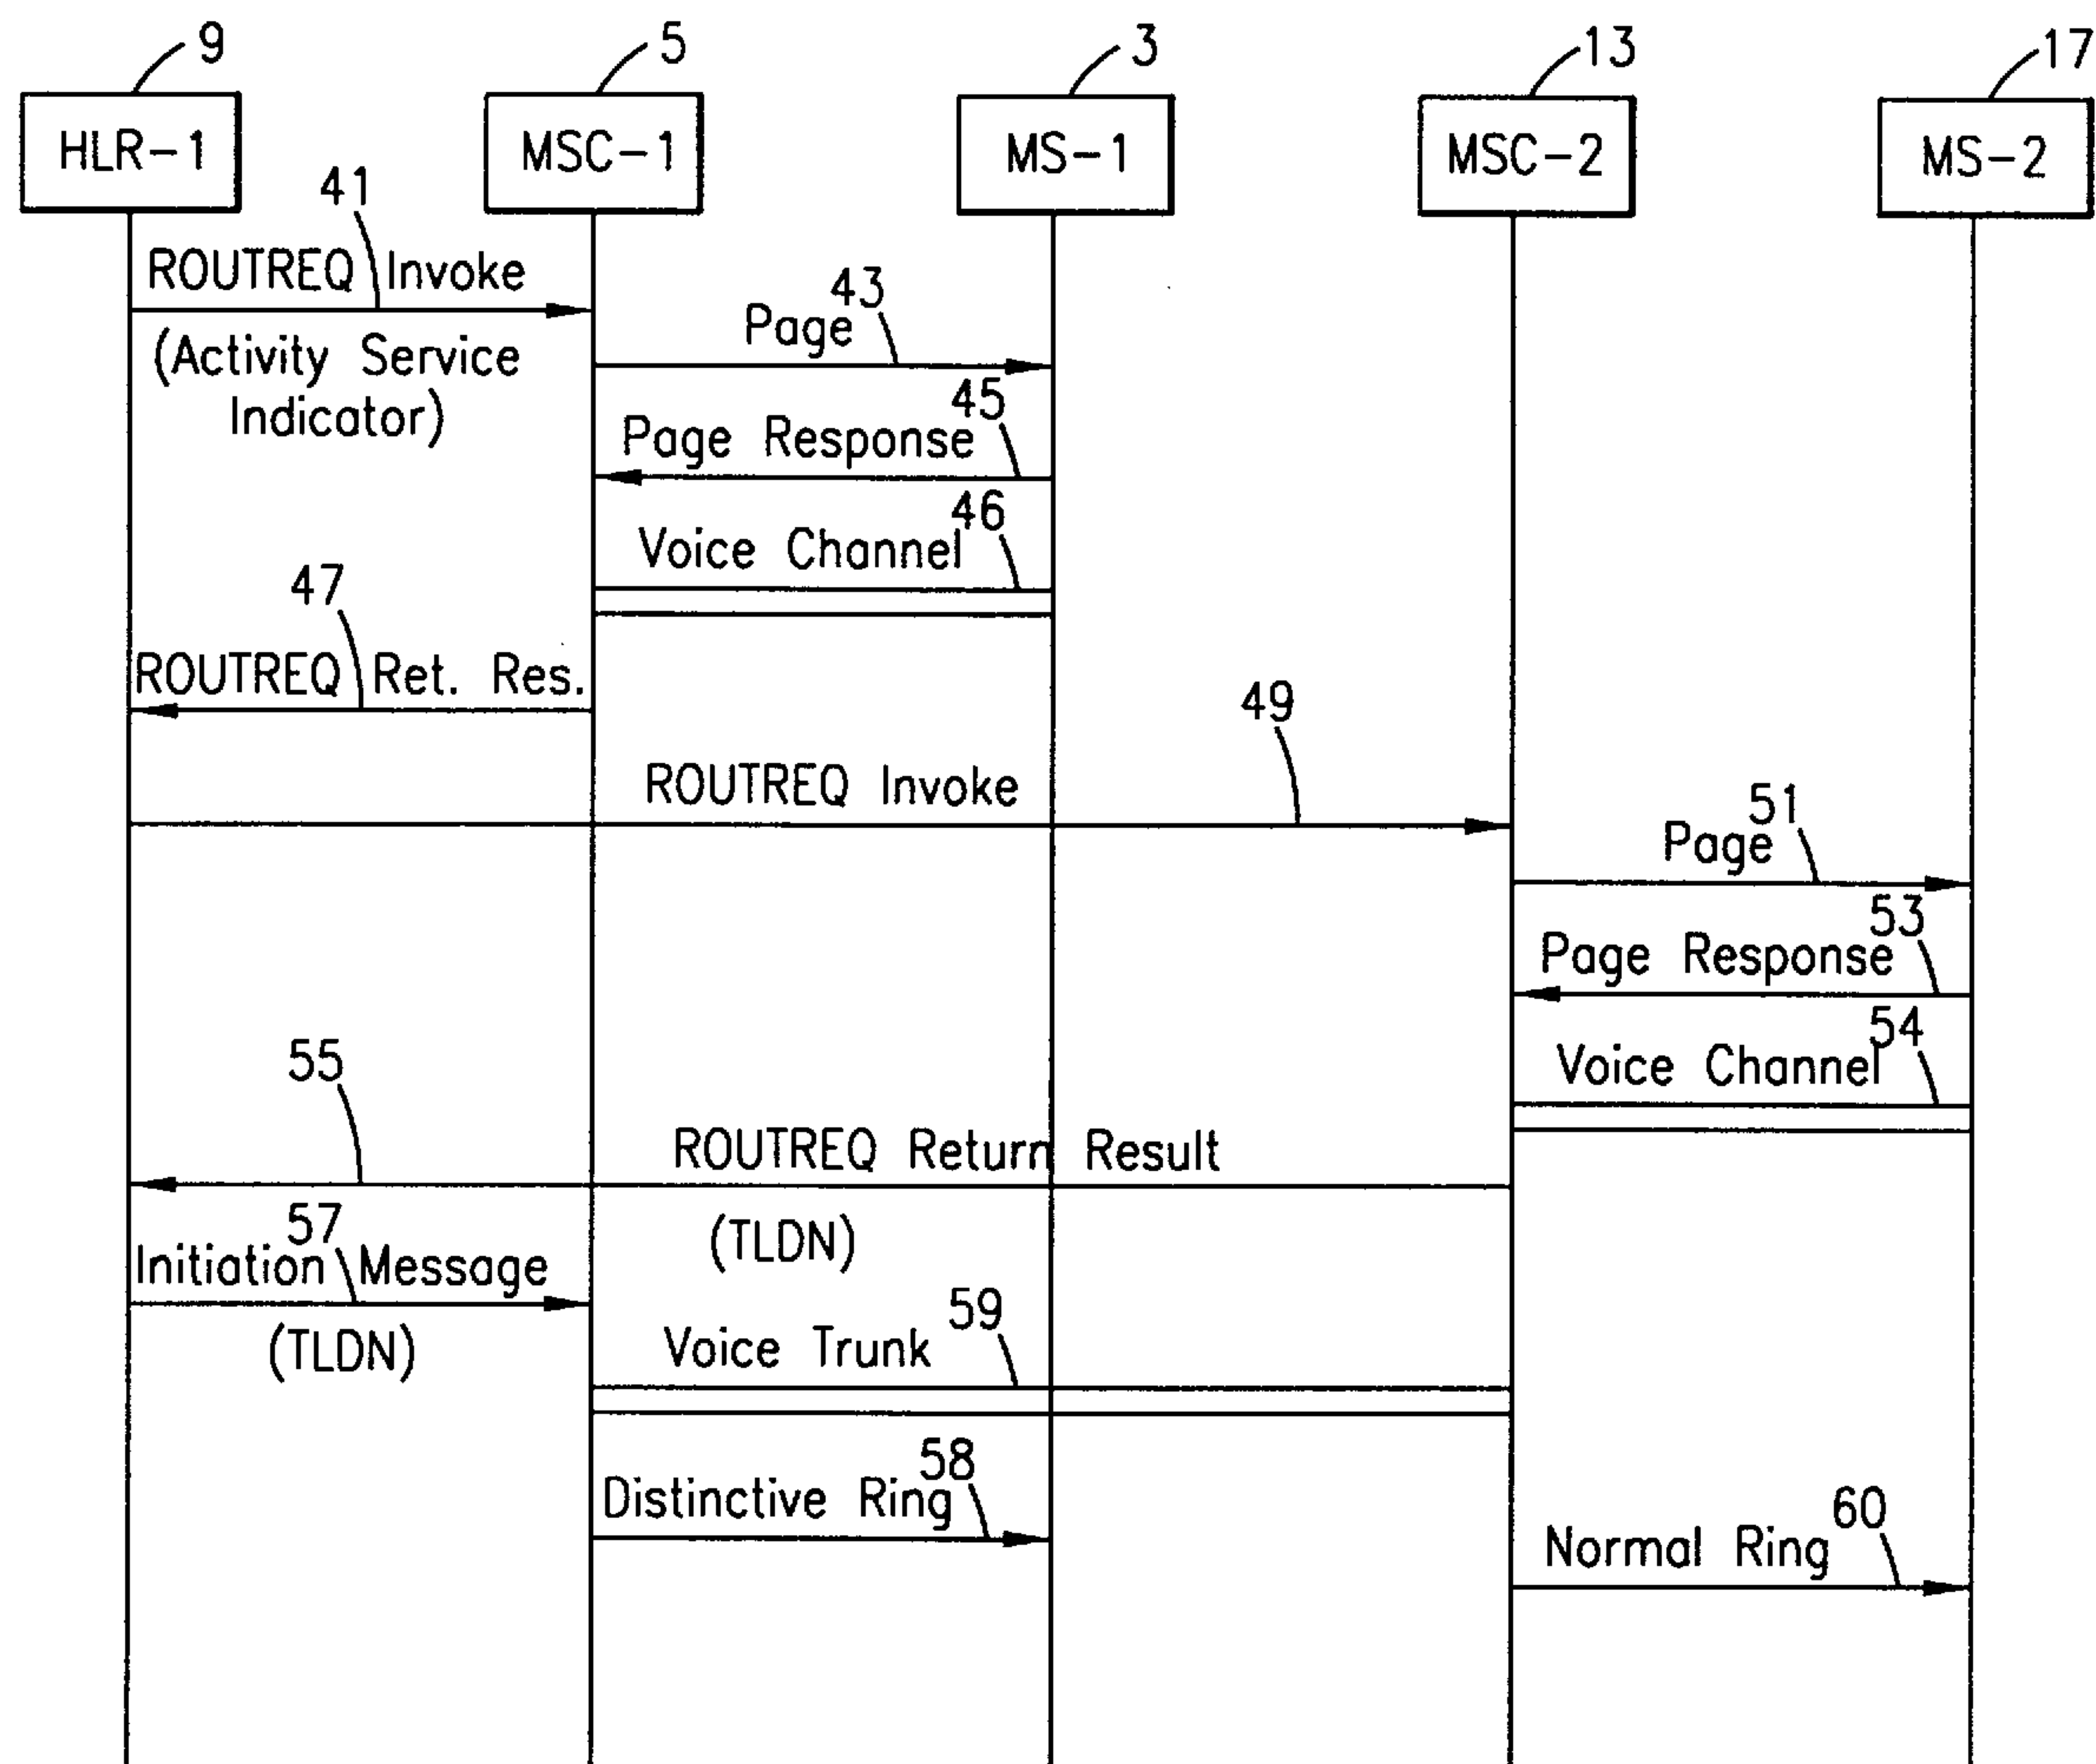 9
5
3
13
17
HLR-1
MSC-1
MS-1
MSC-2
MS-2
41
ROUTREQ Invoke
(Activity Service
Indicator)
43
Page
45
Page Response
46
Voice Channel
47
ROUTREQ Ret. Res.
49
ROUTREQ Invoke
51
Page
53
Page Response
54
Voice Channel
55
ROUTREQ Return Result
(TLDN)
57
Initiation Message
(TLDN)
59
Voice Trunk
58
Distinctive Ring
60
Normal Ring